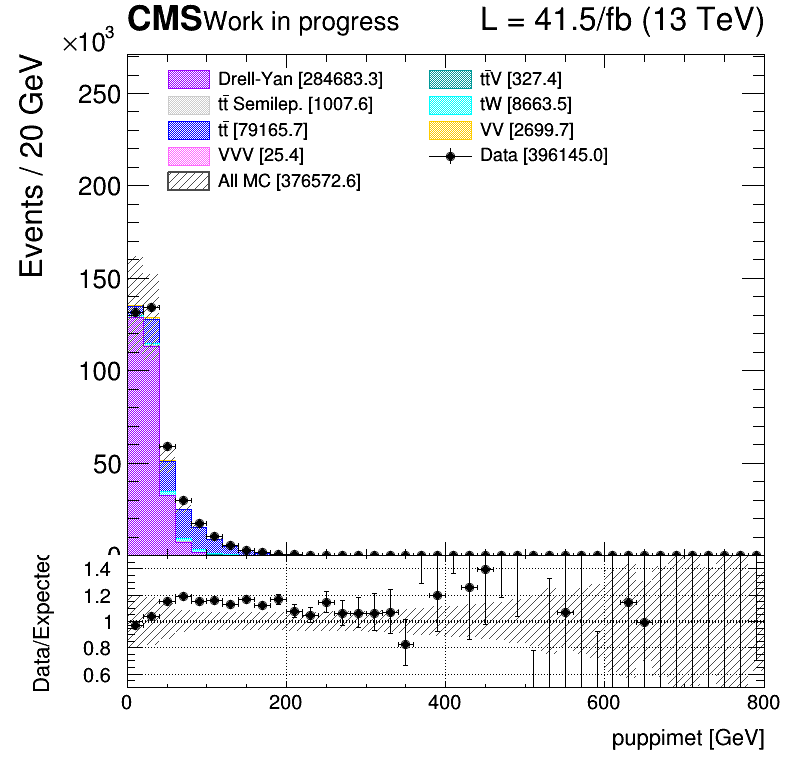 CMS Work in progress L = 41.5/fb (13 TeV)
×10³
Events / 20 GeV
250
200
150
100
50
0
Drell-Yan [284683.3]
tt̄ Semilep. [1007.6]
tt̄ [79165.7]
VVV [25.4]
All MC [376572.6]
tt̄V [327.4]
tW [8663.5]
VV [2699.7]
Data [396145.0]
Data/Expected
1.4
1.2
1
0.8
0.6
0 200 400 600 800
puppimet [GeV]